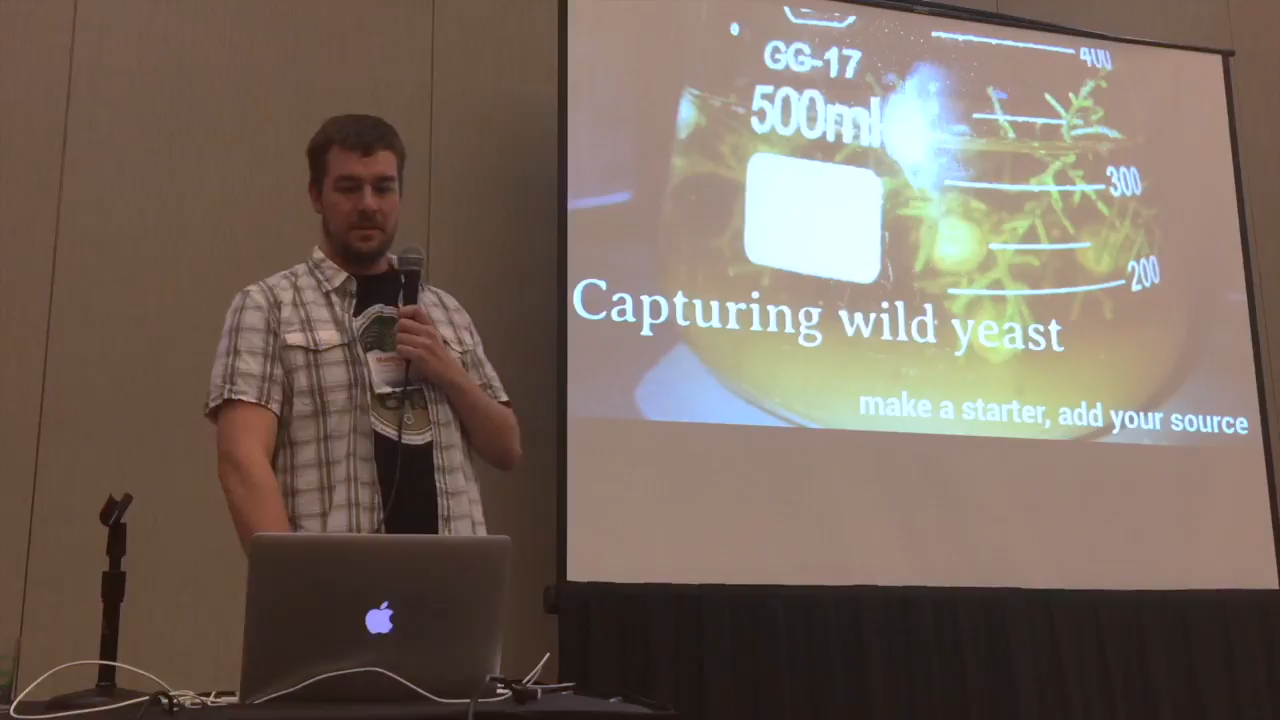 GG-17
500ml
400
300
200
Capturing wild yeast
make a starter, add your source